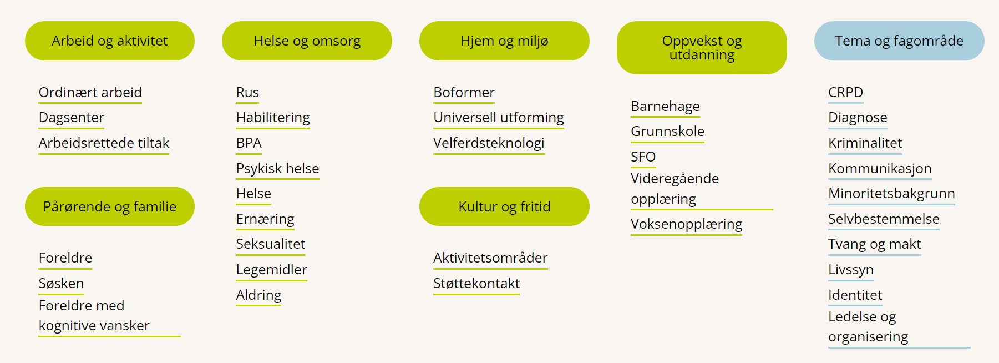 Arbeid og aktivitet
Ordinært arbeid
Dagsenter
Arbeidsrettede tiltak
Pårørende og familie
Foreldre
Søsken
Foreldre med
kognitive vansker
Helse og omsorg
Rus
Habilitering
BPA
Psykisk helse
Helse
Ernæring
Seksualitet
Legemidler
Aldring
Hjem og miljø
Boformer
Universell utforming
Velferdsteknologi
Kultur og fritid
Aktivitetsområder
Støttekontakt
Oppvekst og
utdanning
Barnehage
Grunnskole
SFO
Videregående
opplæring
Voksenopplæring
Tema og fagområde
CRPD
Diagnose
Kriminalitet
Kommunikasjon
Minoritetsbakgrunn
Selvbestemmelse
Tvang og makt
Livssyn
Identitet
Ledelse og
organisering